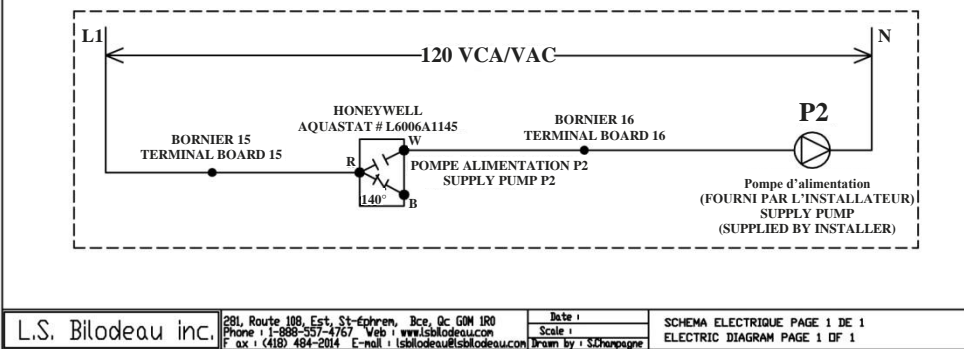 L1
N
120 VCA/VAC
HONEYWELL
AQUASTAT # L6006A1145
BORNIER 15
TERMINAL BOARD 15
R
W
B
140°
POMPE ALIMENTATION P2
SUPPLY PUMP P2
BORNIER 16
TERMINAL BOARD 16
P2
Pompe d’alimentation
(FOURNI PAR L’INSTALLATEUR)
SUPPLY PUMP
(SUPPLIED BY INSTALLER)
L.S. Bilodeau inc.
281, Route 108, Est, St-Éphrem, Bce, Qc G0M 1R0
Phone : 1-888-557-4767 Web : www.lsbilodeau.com
F ax : (418) 484-2014 E-mail : lsbilodeau@lsbilodeau.com
Date :
Scale :
Drawn by : S.Champagne
SCHEMA ELECTRIQUE PAGE 1 DE 1
ELECTRIC DIAGRAM PAGE 1 OF 1